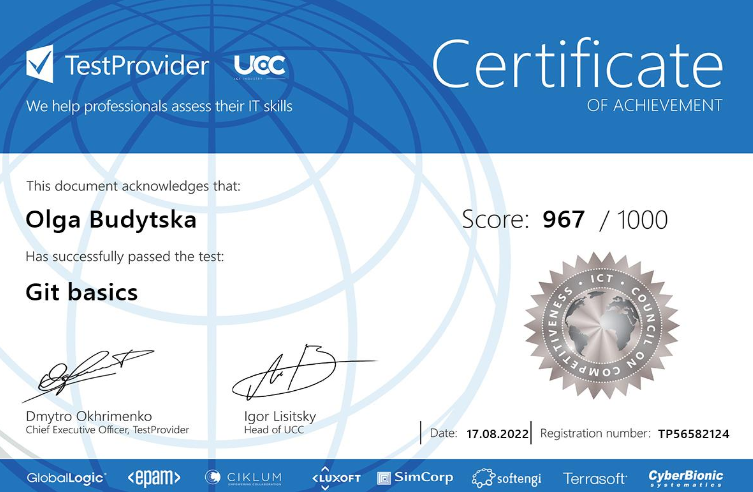 TestProvider
UCC
We help professionals assess their IT skills
Certificate
OF ACHIEVEMENT
This document acknowledges that:
Olga Budytska
Score: 967 / 1000
Has successfully passed the test:
Git basics
ICT • COUNCIL ON COMPETITIVENESS •
Dmytro Okhrimenko
Chief Executive Officer, TestProvider
Igor Lisitsky
Head of UCC
Date: 17.08.2022
Registration number: TP56582124
GlobalLogic
<epam>
CIKLUM
<LUXOFT
SimCorp
softengi
Terrasoft
CyberBionic
systematics